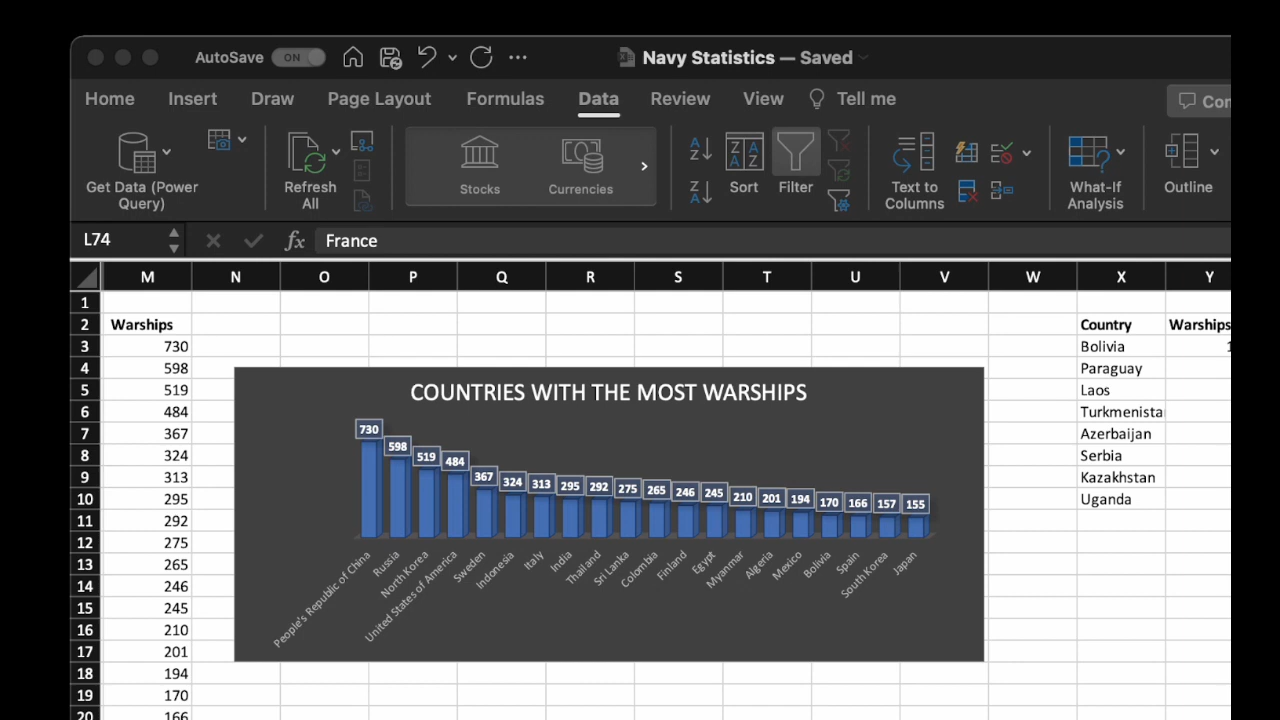 AutoSave ON Navy Statistics — Saved
Home Insert Draw Page Layout Formulas Data Review View Tell me Con
Get Data (Power Query) Refresh All Stocks Currencies Sort Filter Text to Columns What-If Analysis Outline
L74 fx France
M N O P Q R S T U V W X Y
1
2 Warships Country Warships
3 730 Bolivia 1
4 598 Paraguay
5 519 Laos
6 484 Turkmenista
7 367 Azerbaijan
8 324 Serbia
9 313 Kazakhstan
10 295 Uganda
11 292
12 275
13 265
14 246
15 245
16 210
17 201
18 194
19 170
20 166
COUNTRIES WITH THE MOST WARSHIPS
730 598 519 484 367 324 313 295 292 275 265 246 245 210 201 194 170 166 157 155
People's Republic of China Russia North Korea United States of America Sweden Indonesia Italy India Thailand Sri Lanka Colombia Finland Egypt Myanmar Algeria Mexico Bolivia Spain South Korea Japan